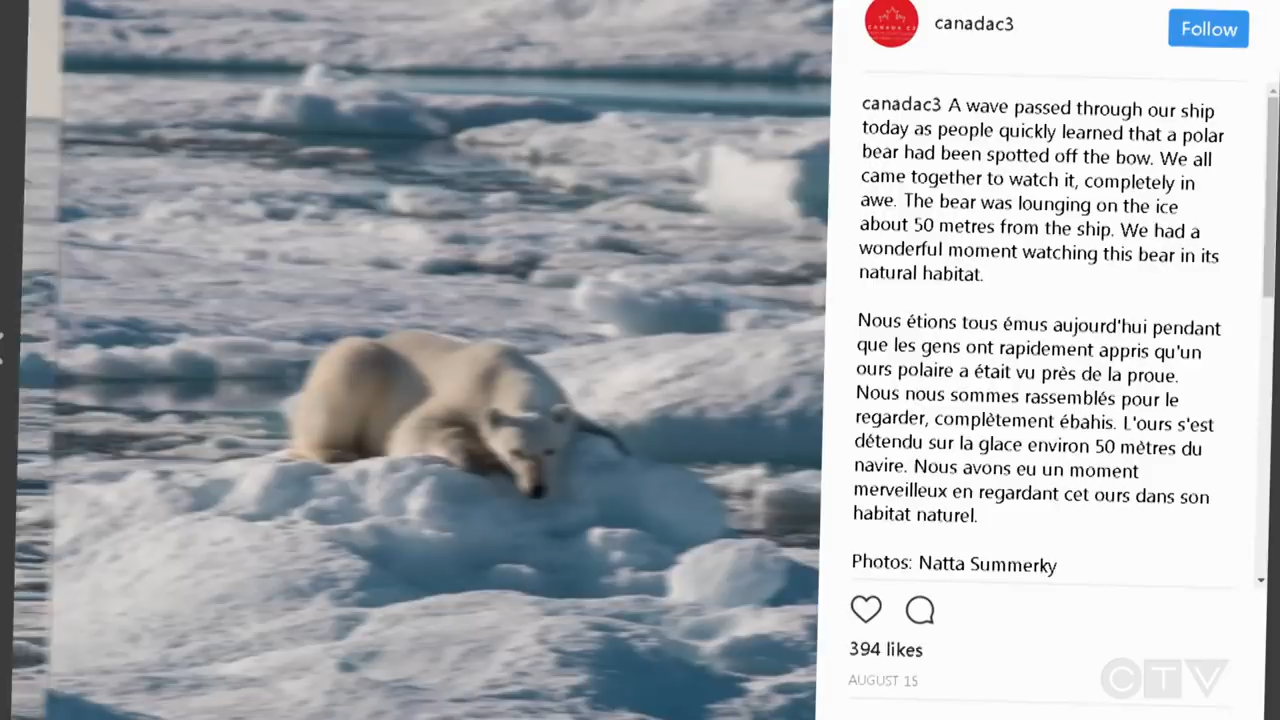 CANADA C3
canadac3
Follow
canadac3 A wave passed through our ship
today as people quickly learned that a polar
bear had been spotted off the bow. We all
came together to watch it, completely in
awe. The bear was lounging on the ice
about 50 metres from the ship. We had a
wonderful moment watching this bear in its
natural habitat.
Nous étions tous émus aujourd'hui pendant
que les gens ont rapidement appris qu'un
ours polaire a était vu près de la proue.
Nous nous sommes rassemblés pour le
regarder, complètement ébahis. L'ours s'est
détendu sur la glace environ 50 mètres du
navire. Nous avons eu un moment
merveilleux en regardant cet ours dans son
habitat naturel.
Photos: Natta Summerky
394 likes
AUGUST 15
CTV